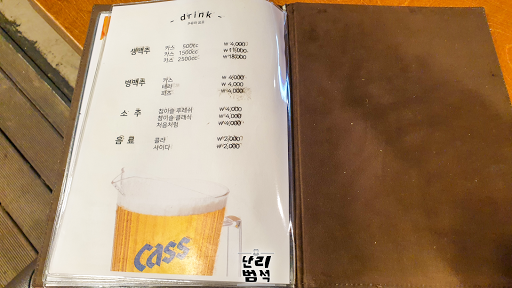 drink
생맥주
카스 500cc ₩ 4,000
카스 1500cc ₩ 11,000
카스 2500cc ₩ 18,000
병맥주
카스 ₩ 4,000
테라 ₩ 4,000
₩ 4,000
소 주
참이슬 후레쉬 ₩4,000
참이슬 클래식 ₩4,000
처음처럼 ₩4,000
음 료
콜라 ₩2,000
사이다 ₩2,000
Cass
난리
범석